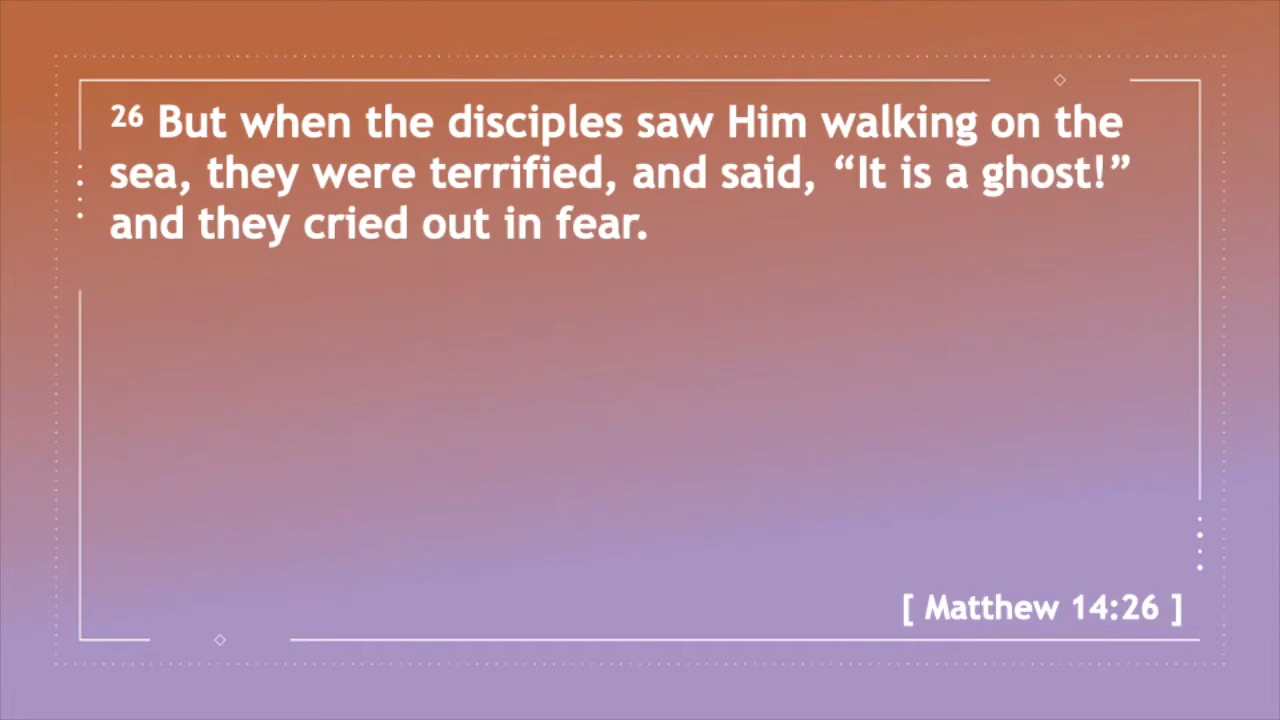 26 But when the disciples saw Him walking on the
sea, they were terrified, and said, “It is a ghost!”
and they cried out in fear.
[ Matthew 14:26 ]